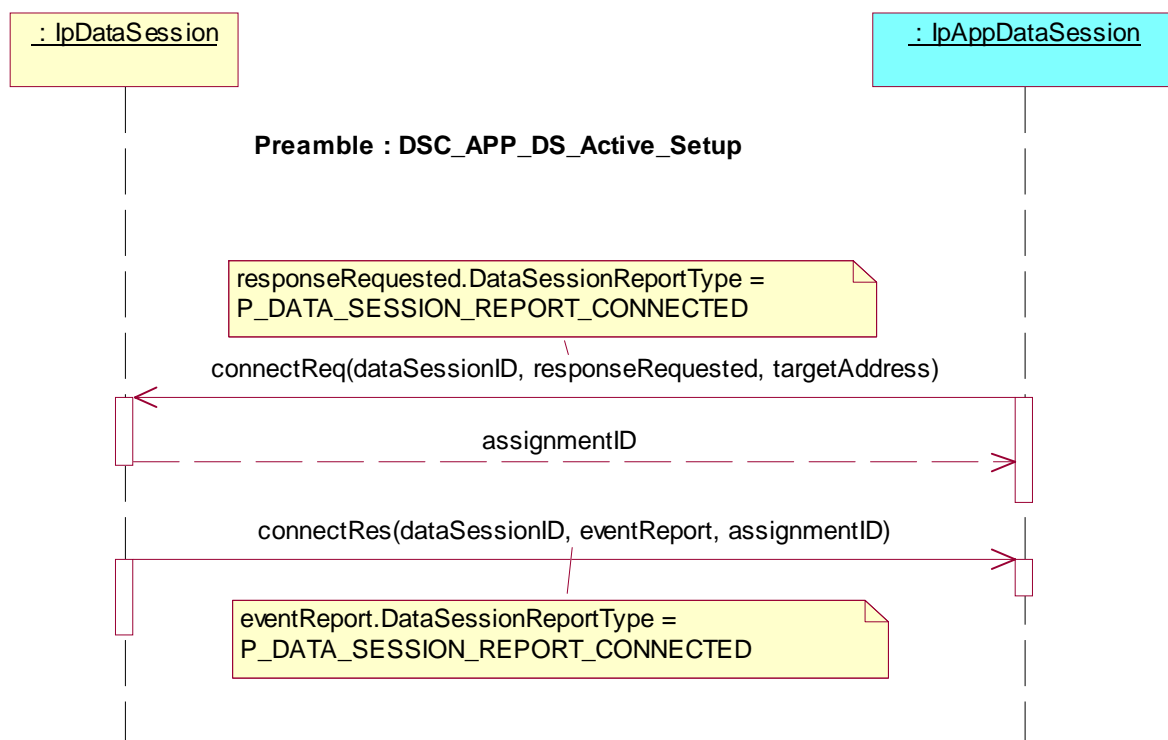 : IpDataSession
: IpAppDataSession
Preamble : DSC_APP_DS_Active_Setup
responseRequested.DataSessionReportType =
P_DATA_SESSION_REPORT_CONNECTED
connectReq(dataSessionID, responseRequested, targetAddress)
assignmentID
connectRes(dataSessionID, eventReport, assignmentID)
eventReport.DataSessionReportType =
P_DATA_SESSION_REPORT_CONNECTED